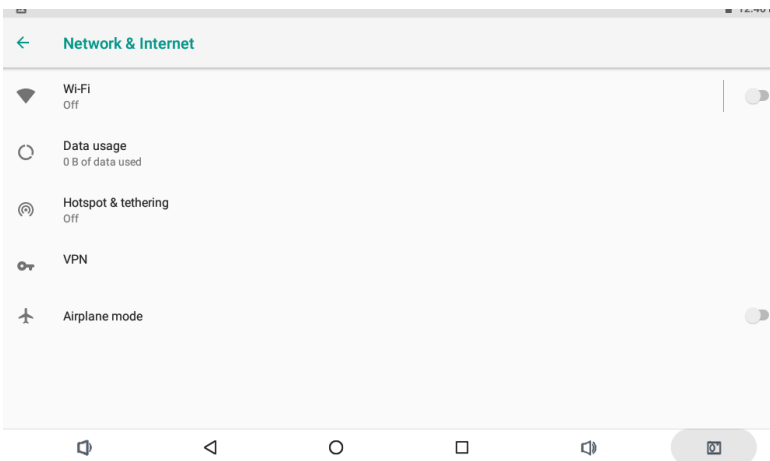 Network & Internet
Wi-Fi
Off
Data usage
0 B of data used
Hotspot & tethering
Off
VPN
Airplane mode